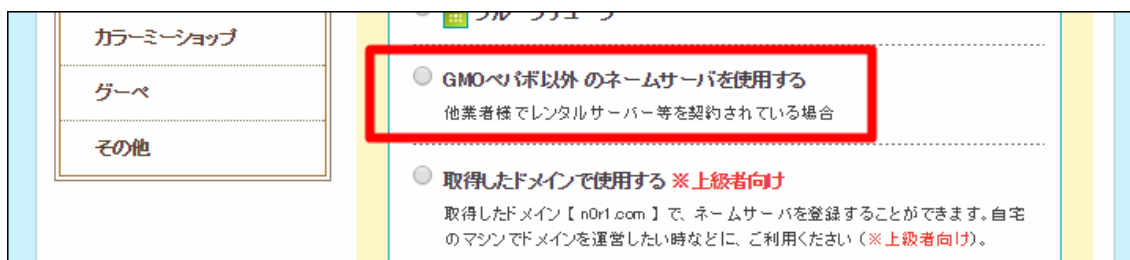 カラーミーショップ
グーペ
その他
GMOペパボ以外 のネームサーバを使用する
他業者様でレンタルサーバー等を契約されている場合
取得したドメインで使用する ※上級者向け
取得したドメイン【 n0r1.com 】で、ネームサーバを登録することができます。自宅
のマシンでドメインを運営したい時などに、ご利用ください（※上級者向け）。